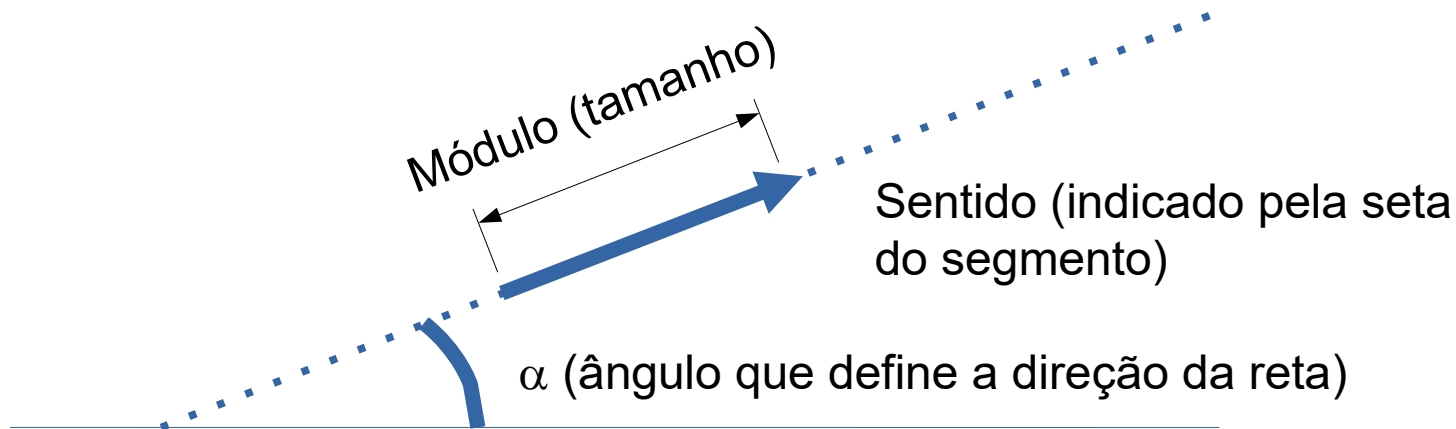 Módulo (tamanho)
Sentido (indicado pela seta
do segmento)
α (ângulo que define a direção da reta)